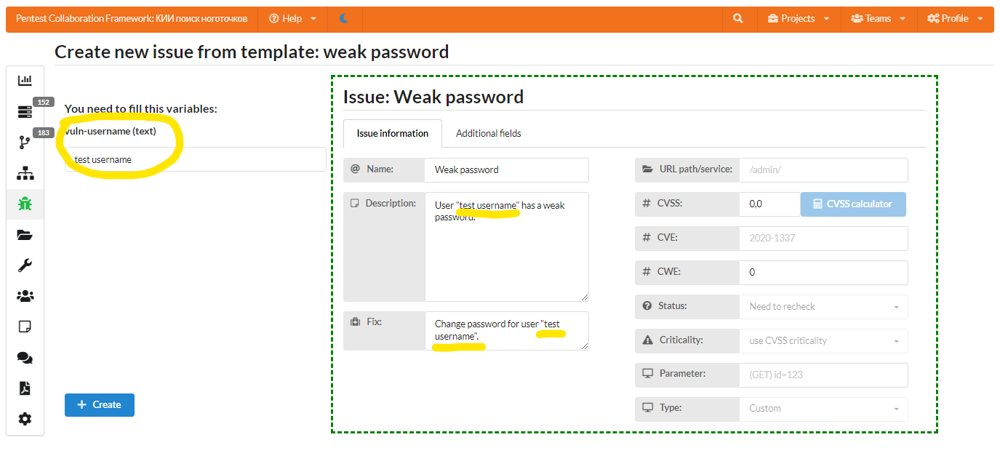 Pentest Collaboration Framework: КИИ поиск ноготочков
Help
Projects
Teams
Profile
Create new issue from template: weak password
152
183
You need to fill this variables:
vuln-username (text)
test username
Create
Issue: Weak password
Issue information
Additional fields
Name:
Weak password
Description:
User "test username" has a weak
password.
Fix:
Change password for user "test
username".
URL path/service:
/admin/
CVSS:
0,0
CVSS calculator
CVE:
2020-1337
CWE:
0
Status:
Need to recheck
Criticality:
use CVSS criticality
Parameter:
(GET) id=123
Type:
Custom